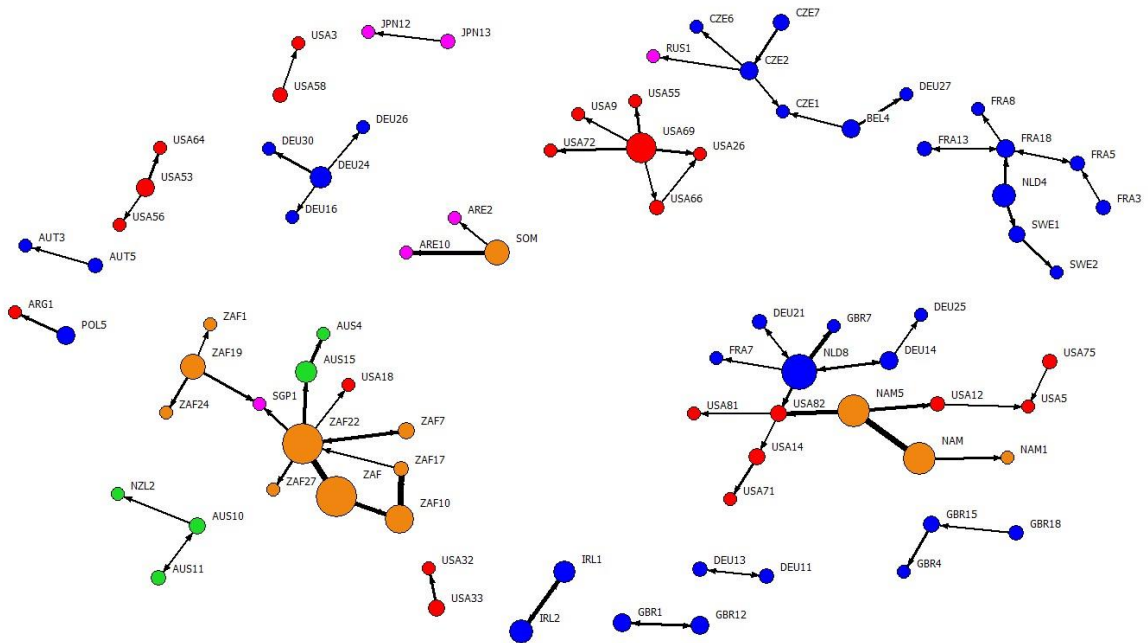 USA3
JPN12
JPN13
CZE6
CZE7
RUS1
CZE2
USA58
USA55
USA9
CZE1
DEU27
BEL4
FRA8
USA64
DEU30
DEU26
DEU24
USA72
USA69
USA26
FRA13
FRA18
FRA5
USA53
DEU16
USA66
NLD4
FRA3
USA56
ARE2
SWE1
AUT3
AUT5
ARE10
SOM
SWE2
ARG1
POL5
ZAF1
AUS4
DEU21
GBR7
DEU25
ZAF19
AUS15
FRA7
NLD8
DEU14
USA18
USA75
ZAF24
SGP1
USA81
USA82
NAM5
USA12
USA5
ZAF22
ZAF7
USA14
NAM
NAM1
ZAF27
ZAF
ZAF17
ZAF10
USA71
NZL2
AUS10
GBR15
GBR18
AUS11
USA32
IRL1
DEU13
DEU11
GBR4
USA33
IRL2
GBR1
GBR12